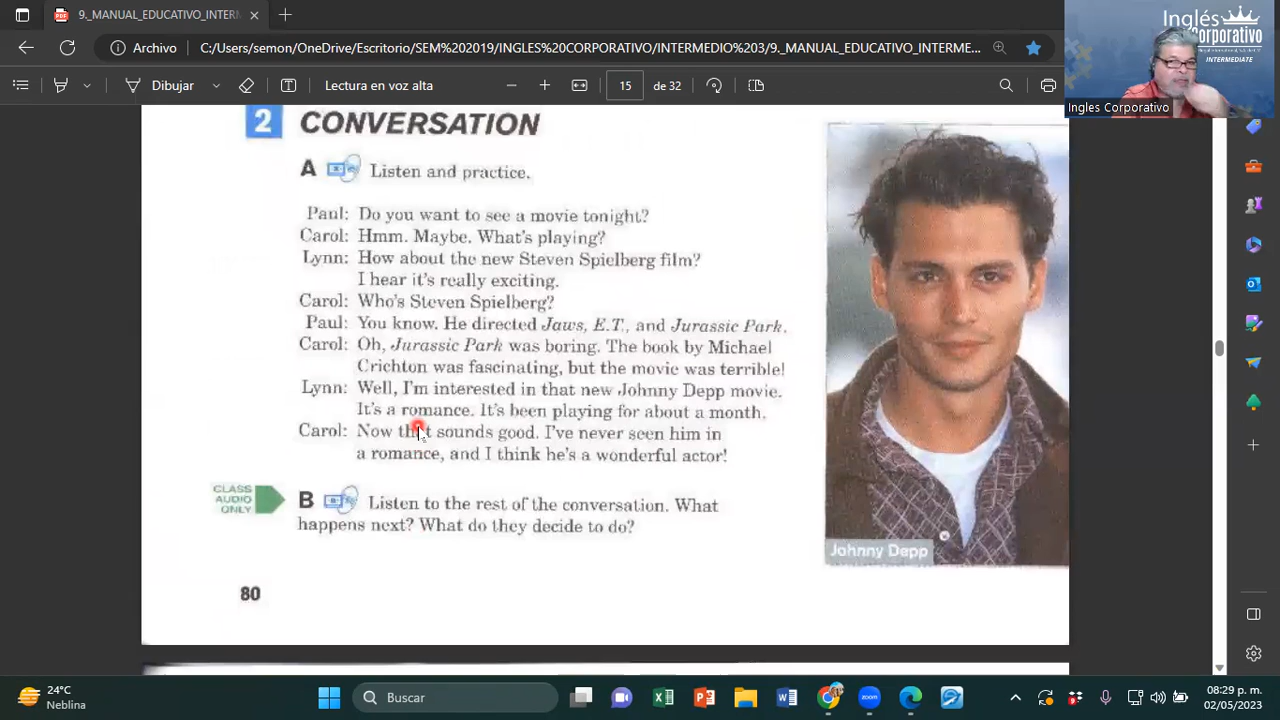 9._MANUAL_EDUCATIVO_INTERM
Archivo
C:/Users/semon/OneDrive/Escritorio/SEM%202019/INGLES%20CORPORATIVO/INTERMEDIO%203/9._MANUAL_EDUCATIVO_INTERME...
Dibujar
Lectura en voz alta
15
de 32
Inglés
Corporativo
INTERMEDIATE
Ingles Corporativo
2 CONVERSATION
A Listen and practice.
Paul: Do you want to see a movie tonight?
Carol: Hmm. Maybe. What's playing?
Lynn: How about the new Steven Spielberg film?
I hear it's really exciting.
Carol: Who's Steven Spielberg?
Paul: You know. He directed Jaws, E.T., and Jurassic Park.
Carol: Oh, Jurassic Park was boring. The book by Michael
Crichton was fascinating, but the movie was terrible!
Lynn: Well, I'm interested in that new Johnny Depp movie.
It's a romance. It's been playing for about a month.
Carol: Now that sounds good. I've never seen him in
a romance, and I think he's a wonderful actor!
CLASS
AUDIO
ONLY
B Listen to the rest of the conversation. What
happens next? What do they decide to do?
Johnny Depp
80
24°C
Neblina
Buscar
zoom
08:29 p. m.
02/05/2023